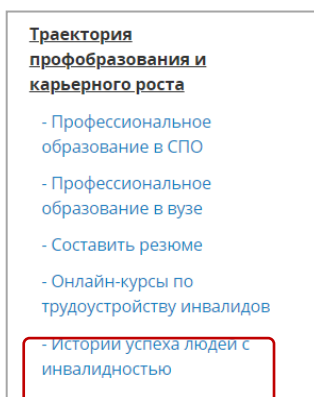 Траектория
профобразования и
карьерного роста
- Профессиональное
образование в СПО
- Профессиональное
образование в вузе
- Составить резюме
- Онлайн-курсы по
трудоустройству инвалидов
- Истории успеха людей с
инвалидностью